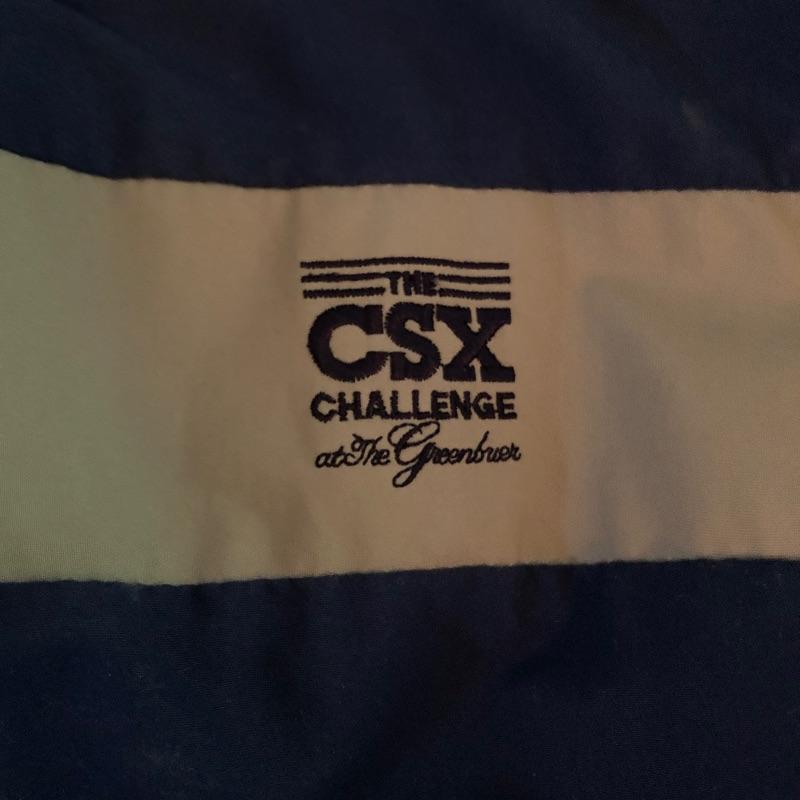 THE
CSX
CHALLENGE
at The Greenbrier